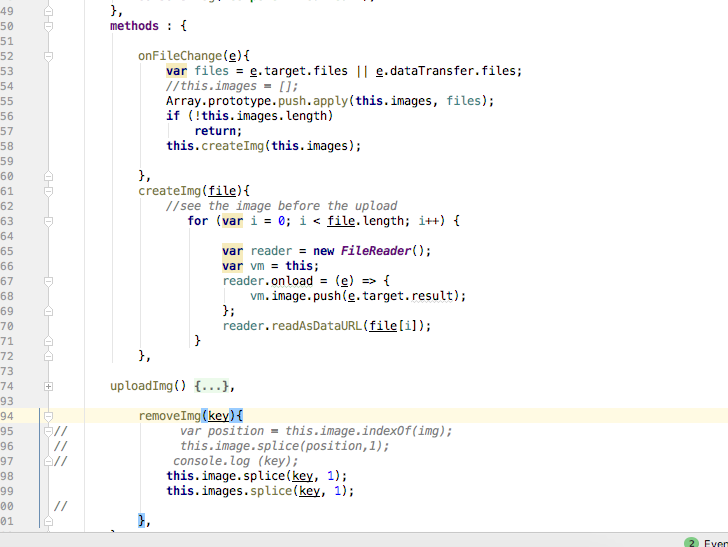 49 },
50 methods : {
51
52 onFileChange(e){
53 var files = e.target.files || e.dataTransfer.files;
54 //this.images = [];
55 Array.prototype.push.apply(this.images, files);
56 if (!this.images.length)
57 return;
58 this.createImg(this.images);
59
60 },
61 createImg(file){
62 //see the image before the upload
63 for (var i = 0; i < file.length; i++) {
64
65 var reader = new FileReader();
66 var vm = this;
67 reader.onload = (e) => {
68 vm.image.push(e.target.result);
69 };
70 reader.readAsDataURL(file[i]);
71 }
72 },
73
74 uploadImg() {...},
93
94 removeImg(key){
95 // var position = this.image.indexOf(img);
96 // this.image.splice(position,1);
97 // console.log (key);
98 this.image.splice(key, 1);
99 this.images.splice(key, 1);
00 //
01 },
2 Even